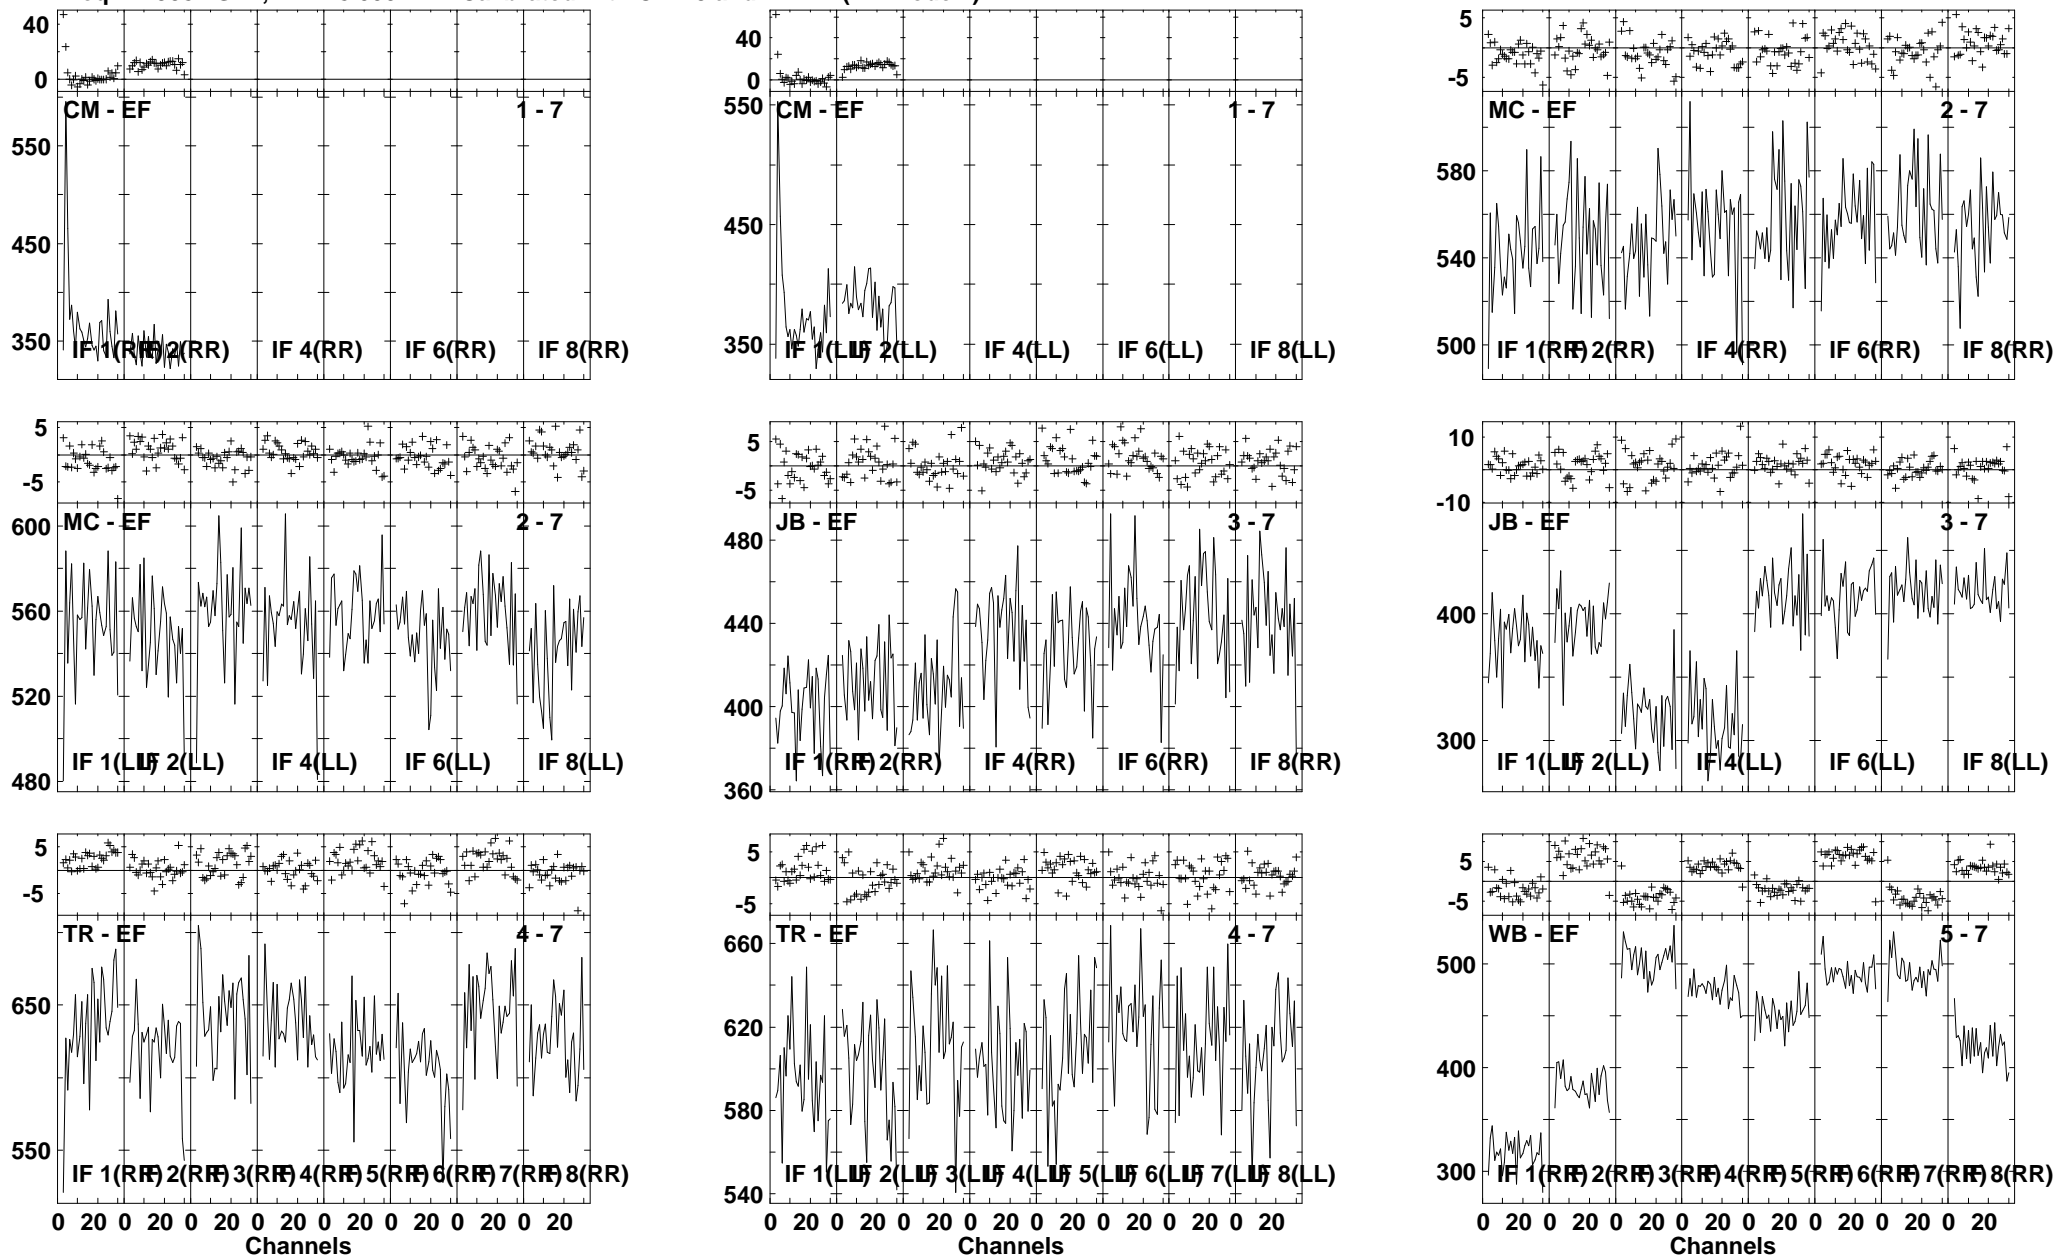 40
0
CM - EF 1 - 7
550
450
350
IF 1(RR) IF 2(RR) IF 4(RR) IF 6(RR) IF 8(RR)
40
0
550
CM - EF 1 - 7
450
350
IF 1(LL) IF 2(LL) IF 4(LL) IF 6(LL) IF 8(LL)
5
-5
MC - EF 2 - 7
580
540
500
IF 1(RR) IF 2(RR) IF 4(RR) IF 6(RR) IF 8(RR)
5
-5
600
MC - EF 2 - 7
560
520
480
IF 1(LL) IF 2(LL) IF 4(LL) IF 6(LL) IF 8(LL)
5
-5
JB - EF 3 - 7
480
440
400
360
IF 1(RR) IF 2(RR) IF 4(RR) IF 6(RR) IF 8(RR)
10
-10
JB - EF 3 - 7
400
300
IF 1(LL) IF 2(LL) IF 4(LL) IF 6(LL) IF 8(LL)
5
-5
TR - EF 4 - 7
650
550
IF 1(RR) IF 2(RR) IF 3(RR) IF 4(RR) IF 5(RR) IF 6(RR) IF 7(RR) IF 8(RR)
0 20 0 20 0 20 0 20 0 20 0 20 0 20 0 20
Channels
5
-5
TR - EF 4 - 7
660
620
580
540
IF 1(LL) IF 2(LL) IF 3(LL) IF 4(LL) IF 5(LL) IF 6(LL) IF 7(LL) IF 8(LL)
0 20 0 20 0 20 0 20 0 20 0 20 0 20 0 20
Channels
5
-5
WB - EF 5 - 7
500
400
300
IF 1(RR) IF 2(RR) IF 3(RR) IF 4(RR) IF 5(RR) IF 6(RR) IF 7(RR) IF 8(RR)
0 20 0 20 0 20 0 20 0 20 0 20 0 20 0 20
Channels